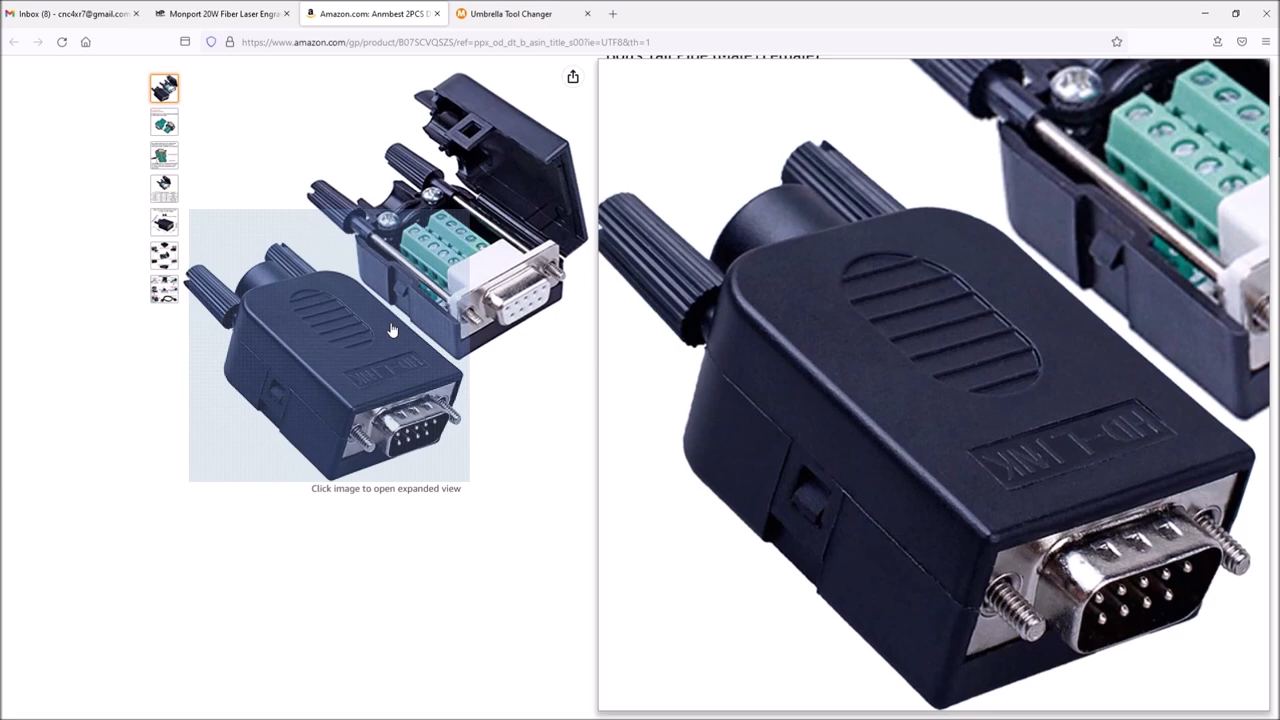 Inbox (8) - cnc4xr7@gmail.com
Monport 20W Fiber Laser Engra
Amazon.com: Anmbest 2PCS D
Umbrella Tool Changer
https://www.amazon.com/gp/product/B07SCVQSZS/ref=ppx_od_dt_b_asin_title_s00?ie=UTF8&th=1
HD-LINK
HD-LINK
Click image to open expanded view